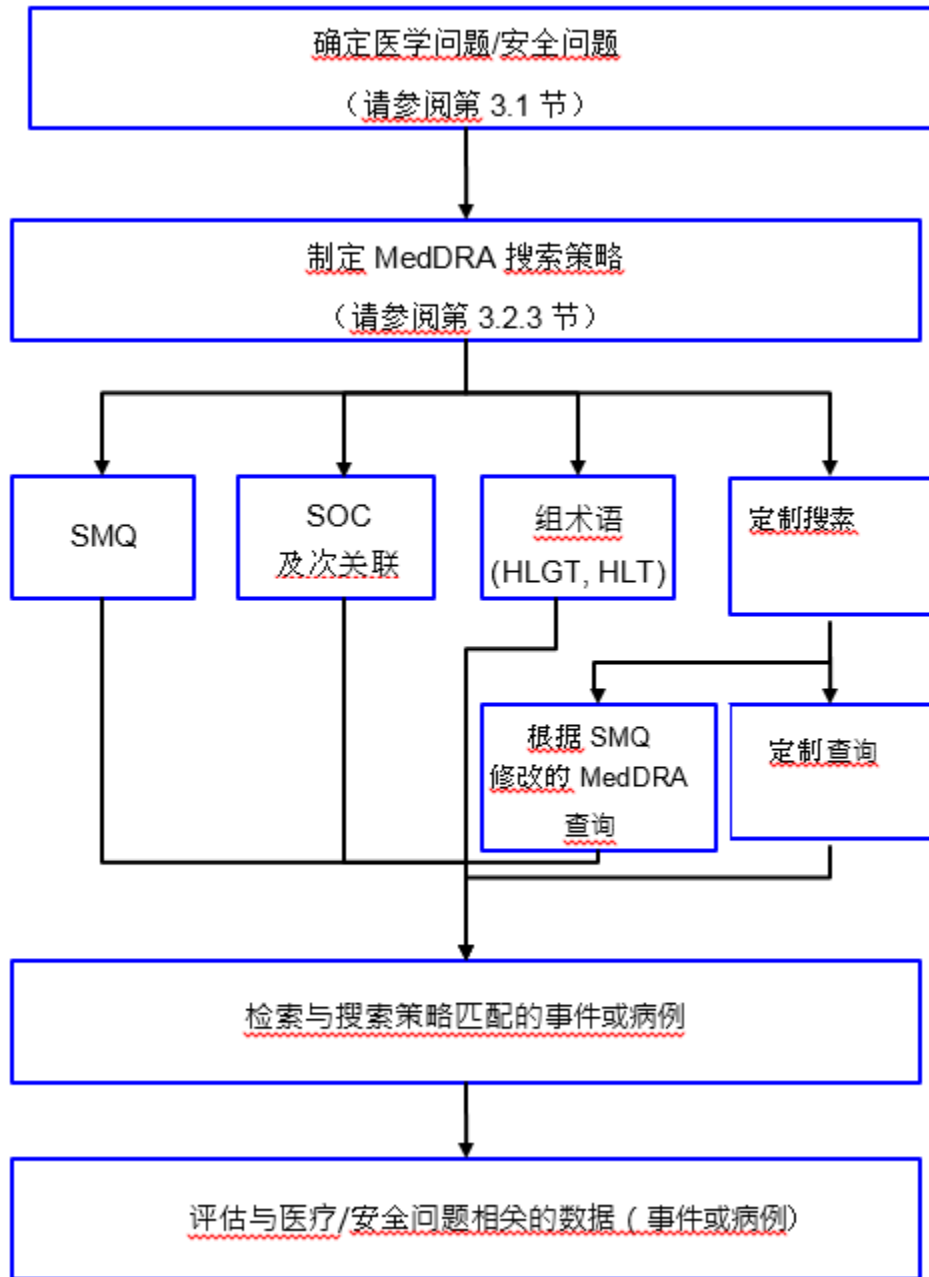 确定医学问题/安全问题
（请参阅第 3.1 节）
制定 MedDRA 搜索策略
（请参阅第 3.2.3 节）
SMQ
SOC
及次关联
组术语
(HLGT, HLT)
定制搜索
根据 SMQ
修改的 MedDRA
查询
定制查询
检索与搜索策略匹配的事件或病例
评估与医疗/安全问题相关的数据（事件或病例)